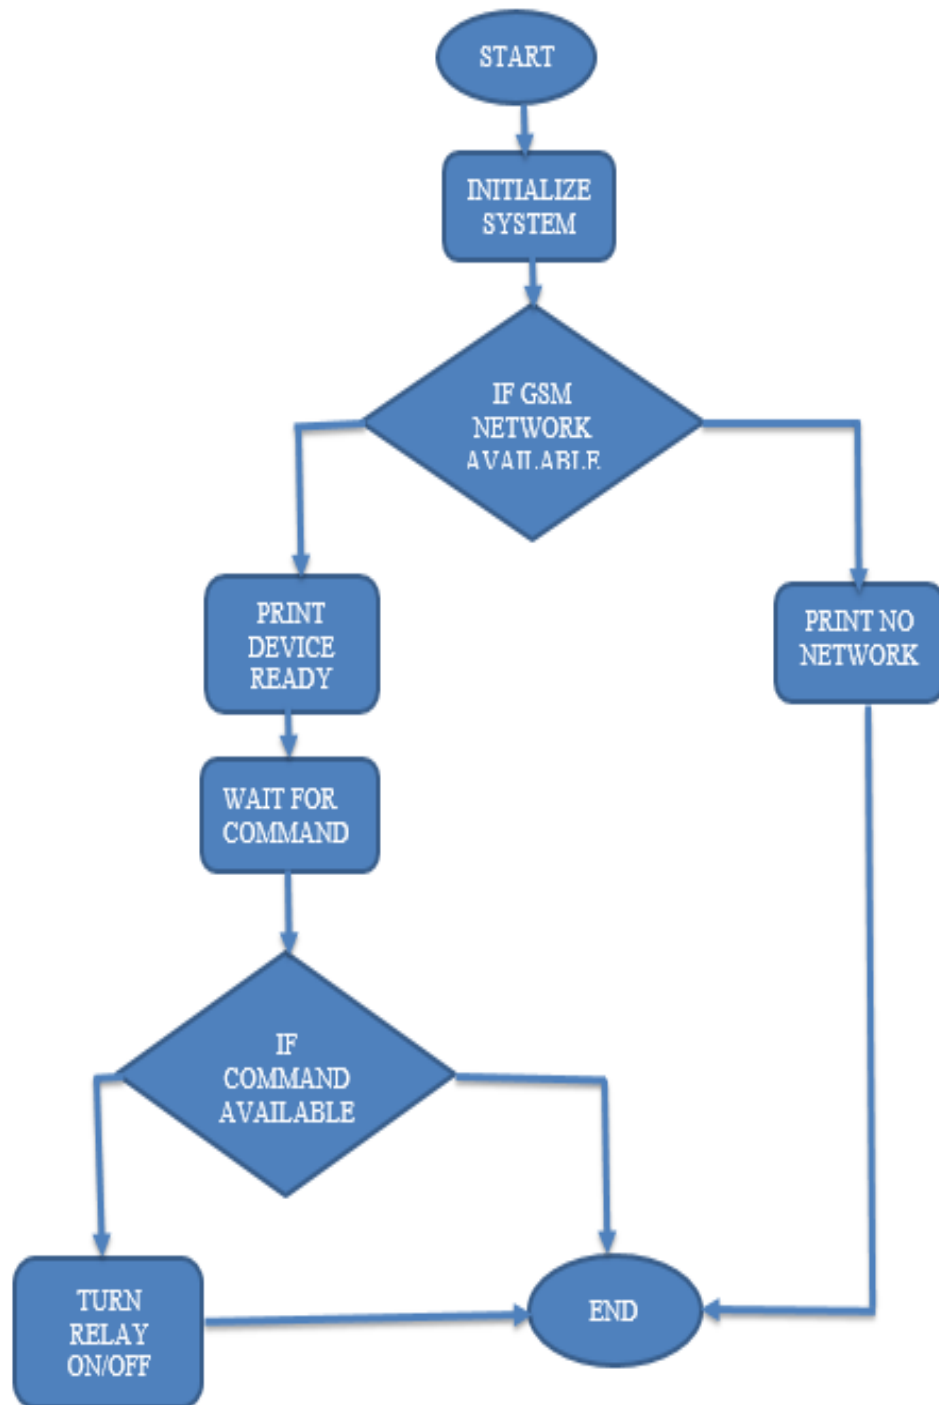 START
INITIALIZE
SYSTEM
IF GSM
NETWORK
AVAILABLE
PRINT
DEVICE
READY
PRINT NO
NETWORK
WAIT FOR
COMMAND
IF
COMMAND
AVAILABLE
TURN
RELAY
ON/OFF
END